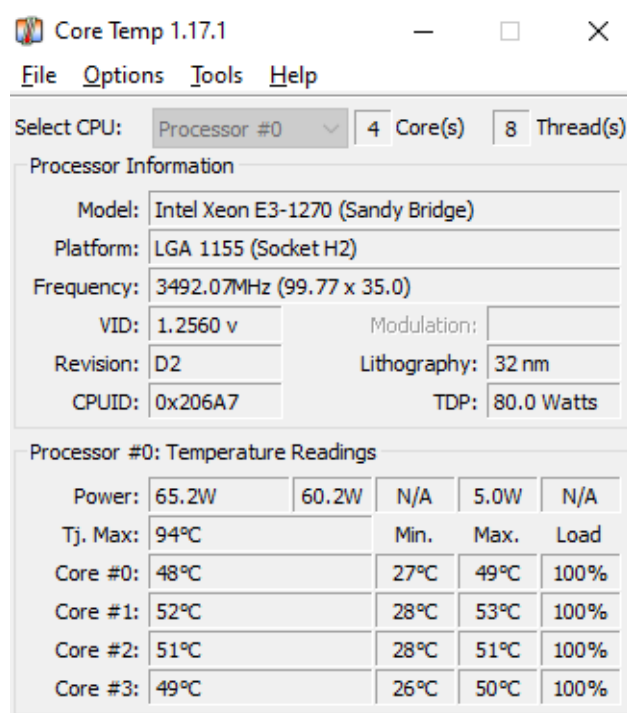 Core Temp 1.17.1
File Options Tools Help
Select CPU: Processor #0 4 Core(s) 8 Thread(s)
Processor Information
Model: Intel Xeon E3-1270 (Sandy Bridge)
Platform: LGA 1155 (Socket H2)
Frequency: 3492.07MHz (99.77 x 35.0)
VID: 1.2560 v Modulation:
Revision: D2 Lithography: 32 nm
CPUID: 0x206A7 TDP: 80.0 Watts
Processor #0: Temperature Readings
Power: 65.2W 60.2W N/A 5.0W N/A
Tj. Max: 94°C Min. Max. Load
Core #0: 48°C 27°C 49°C 100%
Core #1: 52°C 28°C 53°C 100%
Core #2: 51°C 28°C 51°C 100%
Core #3: 49°C 26°C 50°C 100%